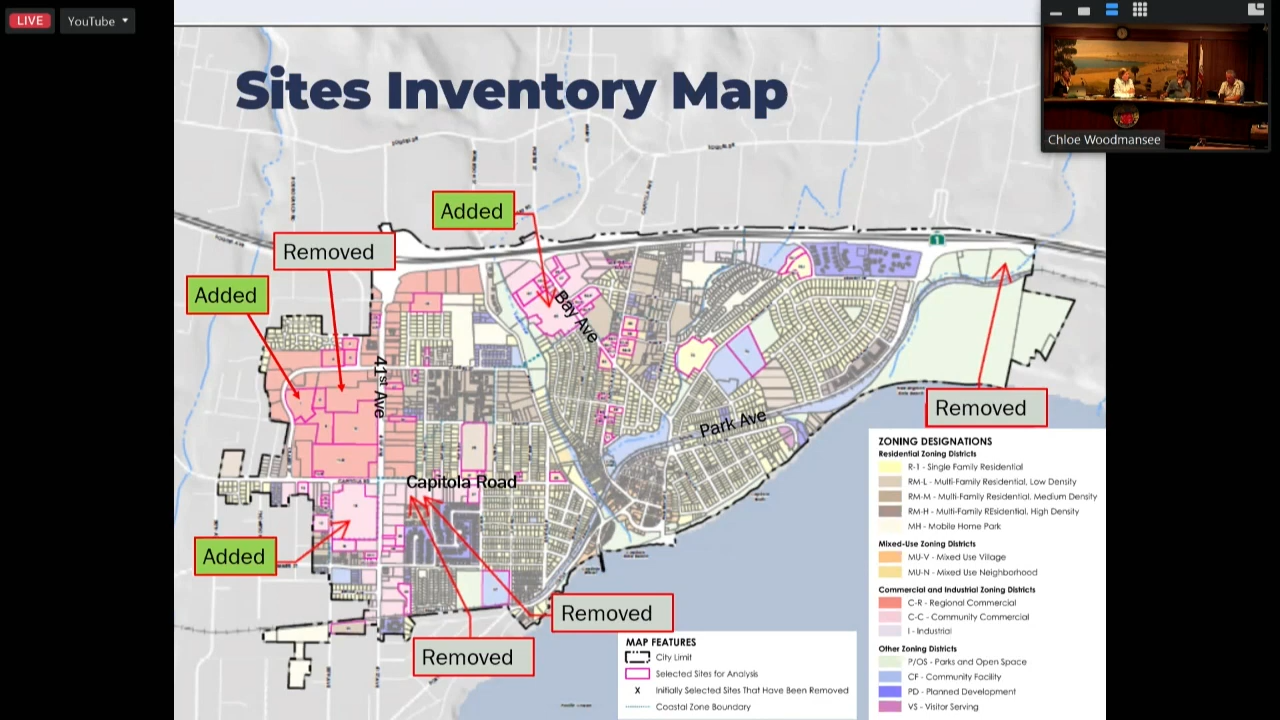 LIVE
YouTube
Chloe Woodmansee
Sites Inventory Map
Added
Removed
Added
1
Bay Ave
41st Ave
Removed
Park Ave
Capitola Road
Added
Removed
Removed
ZONING DESIGNATIONS
Residential Zoning Districts
R-1 - Single Family Residential
RM-L - Multi-Family Residential, Low Density
RM-M - Multi-Family Residential, Medium Density
RM-H - Multi-Family REsidential, High Density
MH - Mobile Home Park
Mixed-Use Zoning Districts
MU-V - Mixed Use Village
MU-N - Mixed Use Neighborhood
Commercial and Industrial Zoning Districts
C-R - Regional Commercial
C-C - Community Commercial
I - Industrial
Other Zoning Districts
P/OS - Parks and Open Space
CF - Community Facility
PD - Planned Development
VS - Visitor Serving
MAP FEATURES
City Limit
Selected Sites for Analysis
X Initially Selected Sites That Have Been Removed
Coastal Zone Boundary